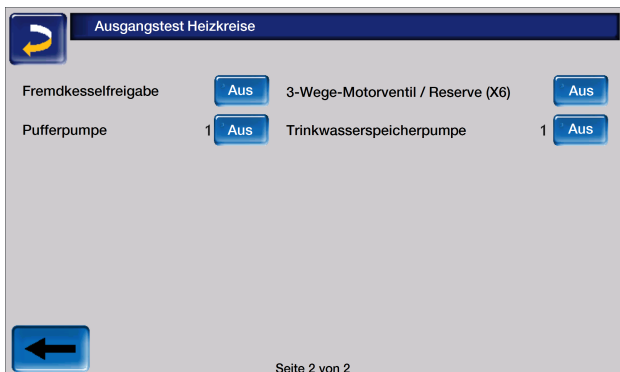 Ausgangstest Heizkreise
Fremdkesselfreigabe Aus 3-Wege-Motorventil / Reserve (X6) Aus
Pufferpumpe 1 Aus Trinkwasserspeicherpumpe 1 Aus
Seite 2 von 2